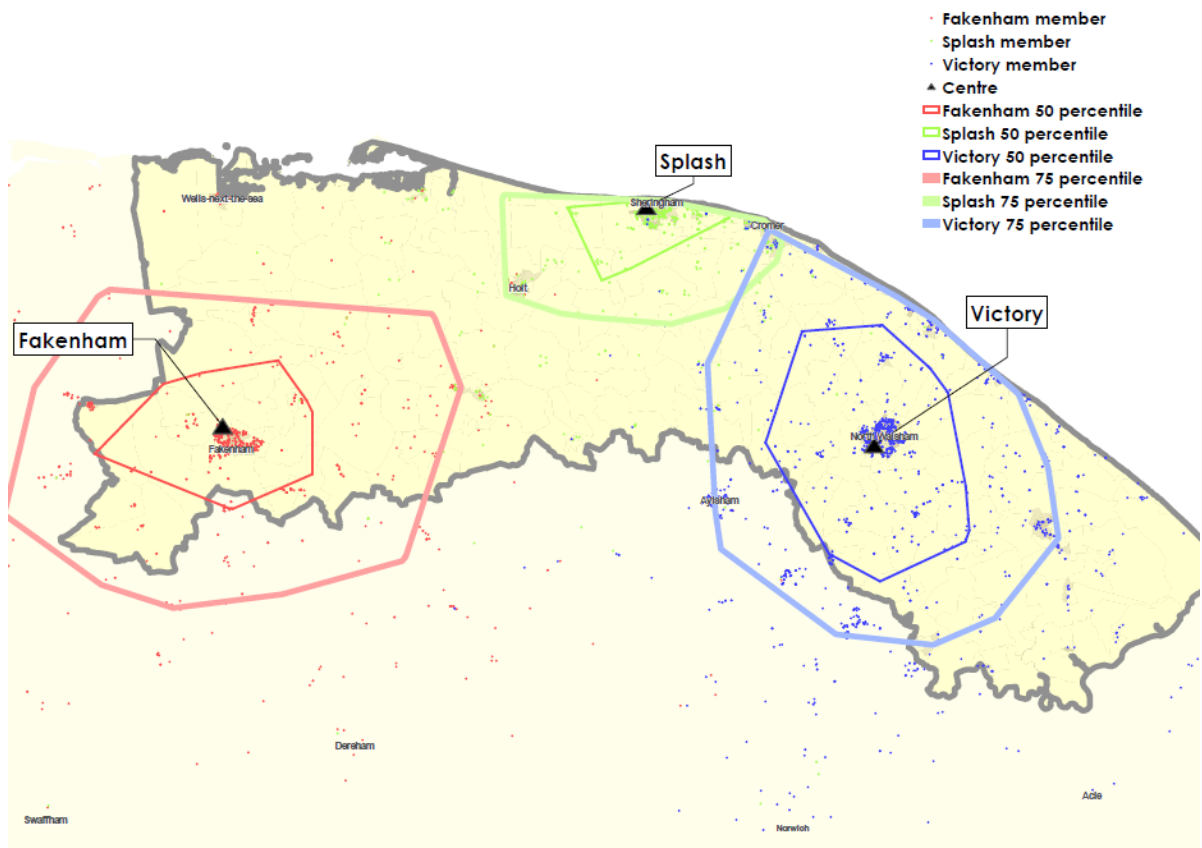 Fakenham member
Splash member
Victory member
Centre
Fakenham 50 percentile
Splash 50 percentile
Victory 50 percentile
Fakenham 75 percentile
Splash 75 percentile
Victory 75 percentile
Splash
Wells-next-the-sea
Sheringham
Cromer
Holt
Victory
Fakenham
North Walsham
Fakenham
Aylsham
Dereham
Acle
Swaffham
Norwich